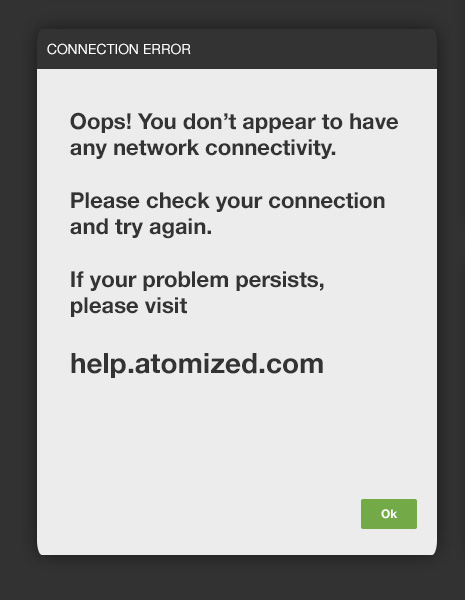 CONNECTION ERROR
Oops! You don’t appear to have
any network connectivity.
Please check your connection
and try again.
If your problem persists,
please visit
help.atomized.com
Ok